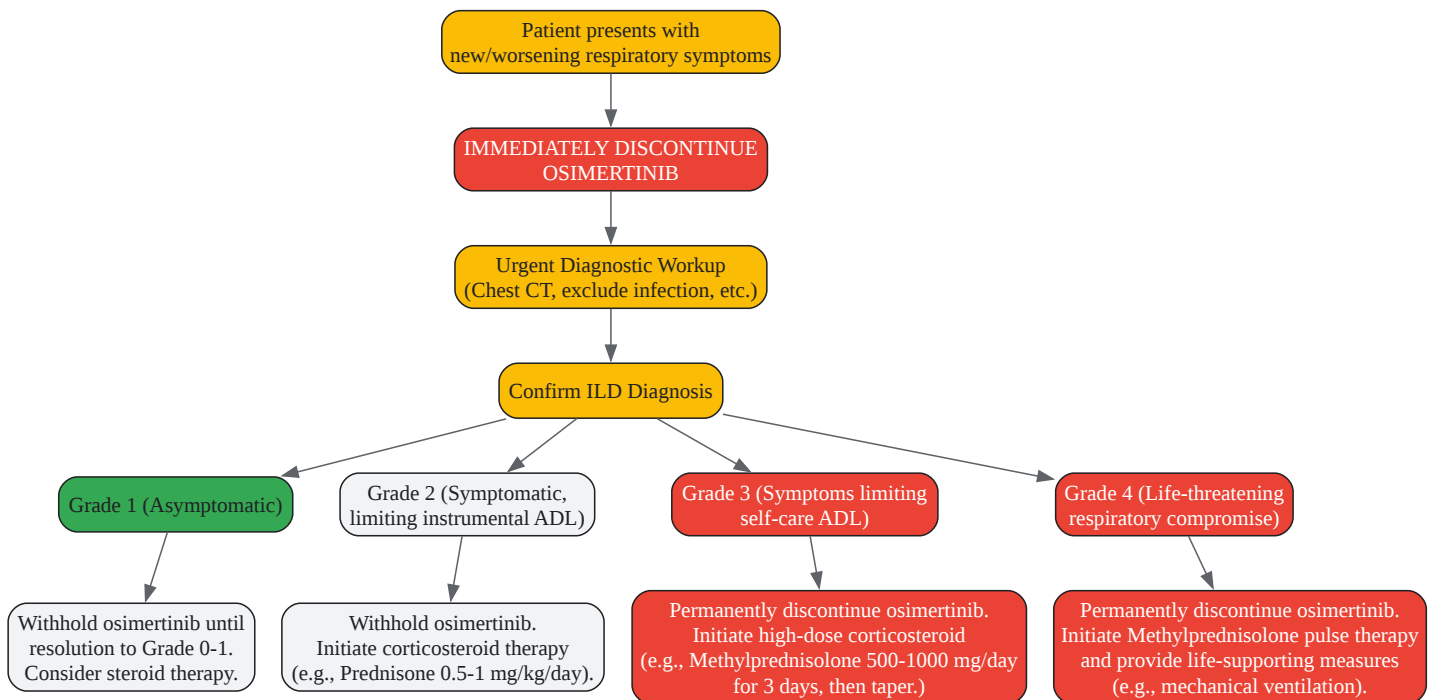 Patient presents with
new/worsening respiratory symptoms
IMMEDIATELY DISCONTINUE
OSIMERTINIB
Urgent Diagnostic Workup
(Chest CT, exclude infection, etc.)
Confirm ILD Diagnosis
Grade 1 (Asymptomatic)
Grade 2 (Symptomatic,
limiting instrumental ADL)
Grade 3 (Symptoms limiting
self-care ADL)
Grade 4 (Life-threatening
respiratory compromise)
Withhold osimertinib until
resolution to Grade 0-1.
Consider steroid therapy.
Withhold osimertinib.
Initiate corticosteroid therapy
(e.g., Prednisone 0.5-1 mg/kg/day).
Permanently discontinue osimertinib.
Initiate high-dose corticosteroid
(e.g., Methylprednisolone 500-1000 mg/day
for 3 days, then taper.)
Permanently discontinue osimertinib.
Initiate Methylprednisolone pulse therapy
and provide life-supporting measures
(e.g., mechanical ventilation).